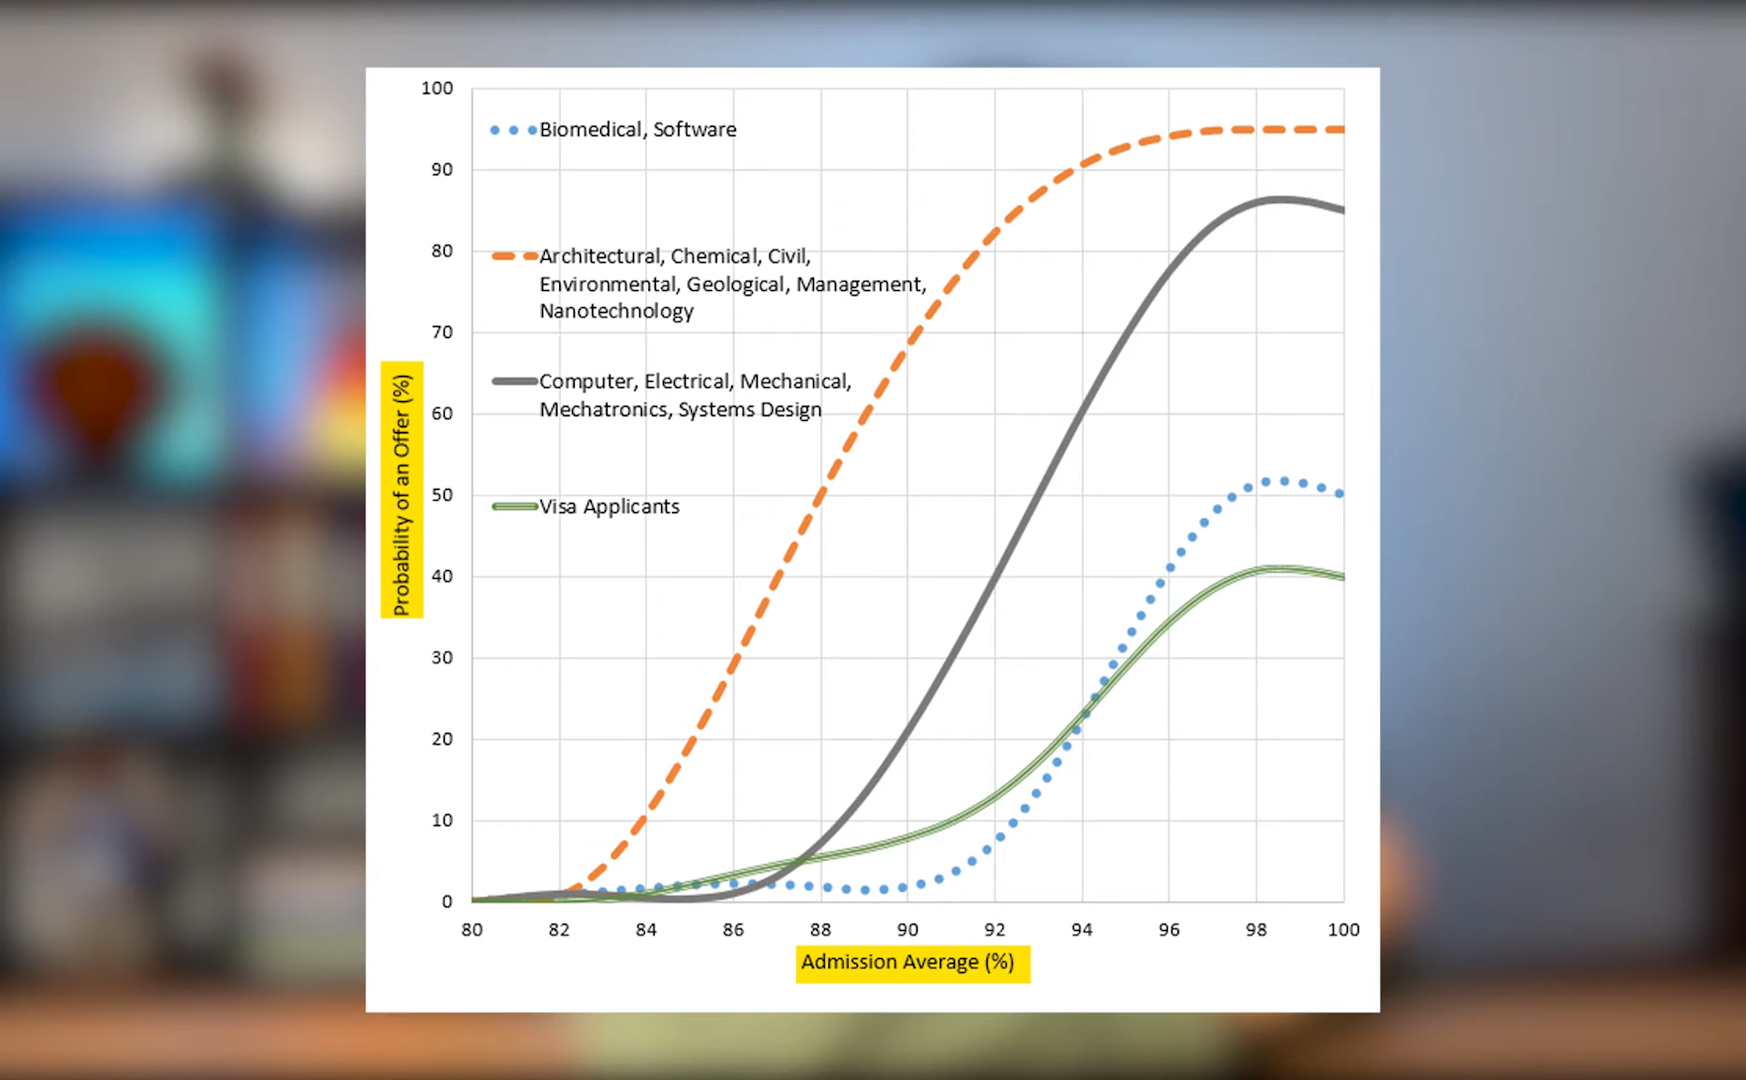 100
90
80
70
60
50
40
30
20
10
0
Biomedical, Software
Architectural, Chemical, Civil,
Environmental, Geological, Management,
Nanotechnology
Computer, Electrical, Mechanical,
Mechatronics, Systems Design
Visa Applicants
Probability of an Offer (%)
80 82 84 86 88 90 92 94 96 98 100
Admission Average (%)